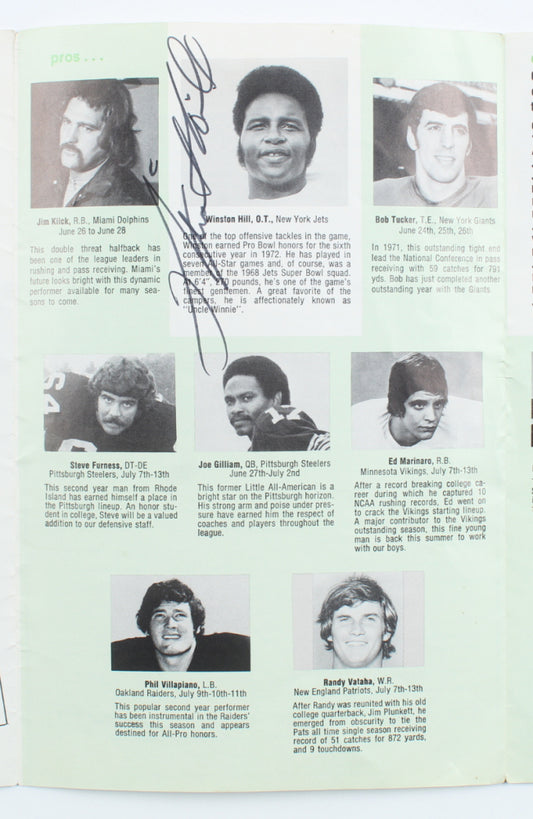 pros...
Jim Kiick, R.B., Miami Dolphins
June 26 to June 28
This double threat halfback has
been one of the league leaders in
rushing and pass receiving. Miami's
future looks bright with this dynamic
performer available for many sea-
sons to come.
Winston Hill
Winston Hill, O.T., New York Jets
One of the top offensive tackles in the game,
Winston earned Pro Bowl honors for the sixth
consecutive year in 1972. He has played in
seven All-Star games and, of course, was a
member of the 1968 Jets Super Bowl squad.
At 6'4", 270 pounds, he's one of the game's
finest gentlemen. A great favorite of the
campers, he is affectionately known as
"Uncle Winnie".
Bob Tucker, T.E., New York Giants
June 24th, 25th, 26th
In 1971, this outstanding tight end
lead the National Conference in pass
receiving with 59 catches for 791
yds. Bob has just completed another
outstanding year with the Giants.
Steve Furness, DT-DE
Pittsburgh Steelers, July 7th-13th
This second year man from Rhode
Island has earned himself a place in
the Pittsburgh lineup. An honor stu-
dent in college, Steve will be a valued
addition to our defensive staff.
Joe Gilliam, QB, Pittsburgh Steelers
June 27th-July 2nd
This former Little All-American is a
bright star on the Pittsburgh horizon.
His strong arm and poise under pres-
sure have earned him the respect of
coaches and players throughout the
league.
Ed Marinaro, R.B.
Minnesota Vikings, July 7th-13th
After a record breaking college ca-
reer during which he captured 10
NCAA rushing records, Ed went on
to crack the Vikings starting lineup.
A major contributor to the Vikings
outstanding season, this fine young
man is back this summer to work
with our boys.
Phil Villapiano, L.B.
Oakland Raiders, July 9th-10th-11th
This popular second year performer
has been instrumental in the Raiders'
success this season and appears
destined for All-Pro honors.
Randy Vataha, W.R.
New England Patriots, July 7th-13th
After Randy was reunited with his old
college quarterback, Jim Plunkett, he
emerged from obscurity to tie the
Pats all time single season receiving
record of 51 catches for 872 yards,
and 9 touchdowns.